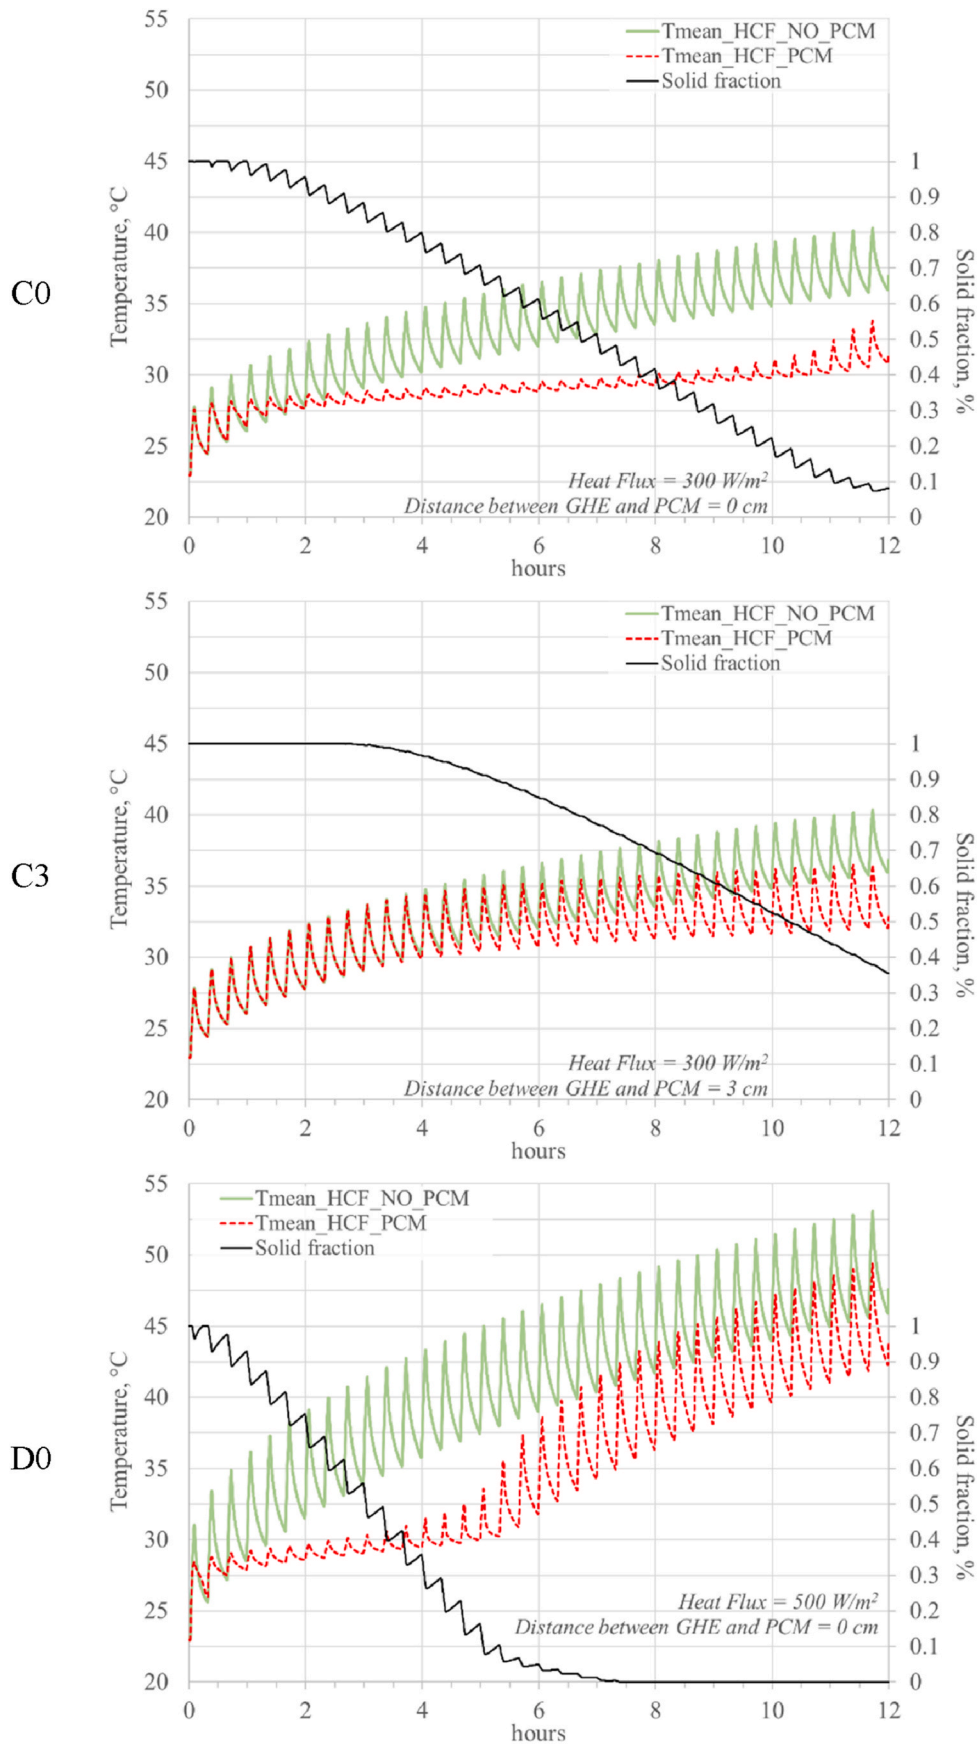 C0
Temperature, °C
55
50
45
40
35
30
25
20
Tmean_HCF_NO_PCM
Tmean_HCF_PCM
Solid fraction
1
0.9
0.8
0.7
0.6
0.5
0.4
0.3
0.2
0.1
0
Solid fraction, %
Heat Flux = 300 W/m²
Distance between GHE and PCM = 0 cm
0 2 4 6 8 10 12
hours
C3
Temperature, °C
55
50
45
40
35
30
25
20
Tmean_HCF_NO_PCM
Tmean_HCF_PCM
Solid fraction
1
0.9
0.8
0.7
0.6
0.5
0.4
0.3
0.2
0.1
0
Solid fraction, %
Heat Flux = 300 W/m²
Distance between GHE and PCM = 3 cm
0 2 4 6 8 10 12
hours
D0
Temperature, °C
55
50
45
40
35
30
25
20
Tmean_HCF_NO_PCM
Tmean_HCF_PCM
Solid fraction
1
0.9
0.8
0.7
0.6
0.5
0.4
0.3
0.2
0.1
0
Solid fraction, %
Heat Flux = 500 W/m²
Distance between GHE and PCM = 0 cm
0 2 4 6 8 10 12
hours